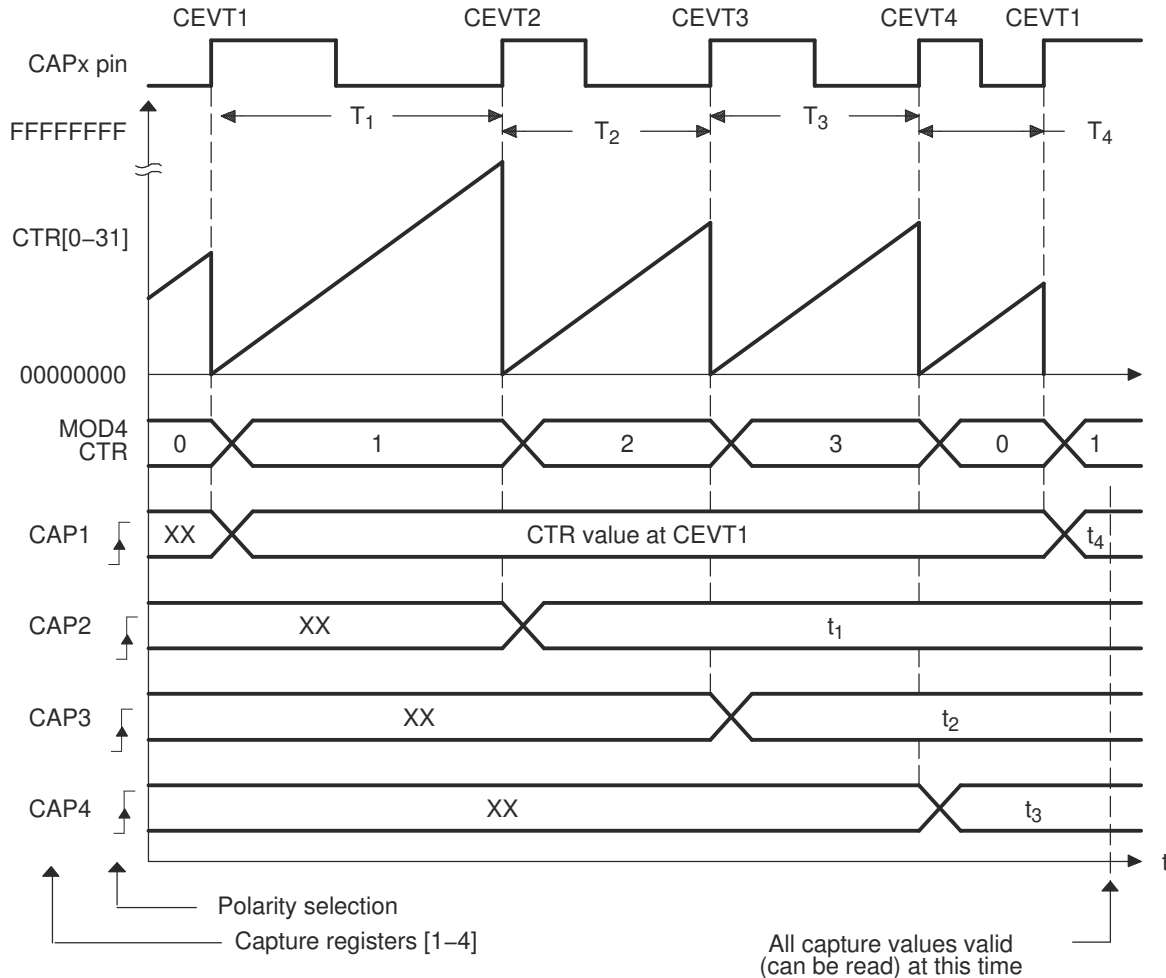 CEVT1 CEVT2 CEVT3 CEVT4 CEVT1
CAPx pin
FFFFFFFF
T1 T2 T3 T4
CTR[0−31]
00000000
MOD4
CTR
0 1 2 3 0 1
CAP1 XX CTR value at CEVT1 t4
CAP2 XX t1
CAP3 XX t2
CAP4 XX t3
t
Polarity selection
Capture registers [1−4]
All capture values valid
(can be read) at this time